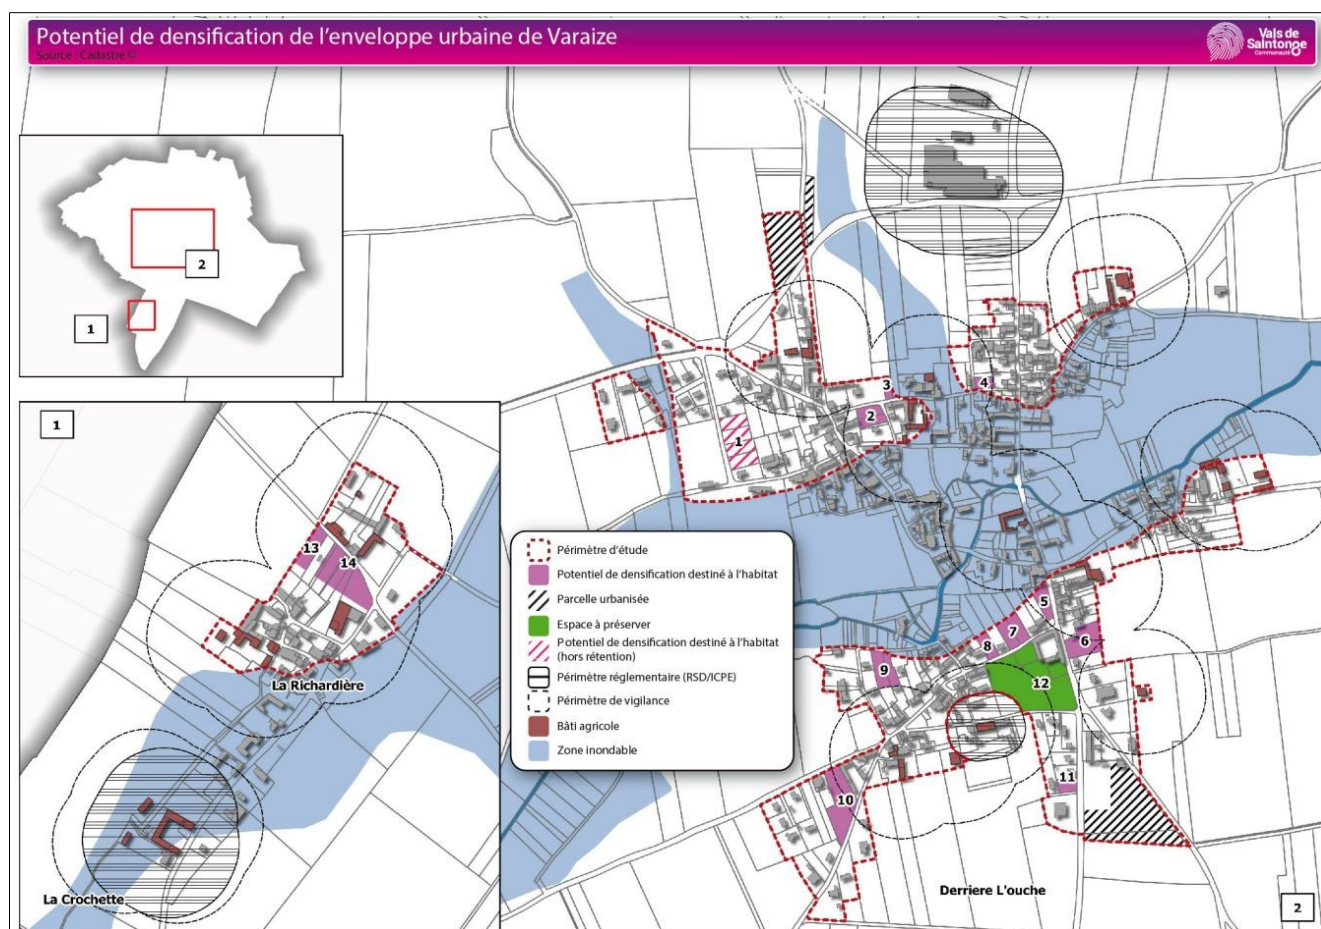 Potentiel de densification de l'enveloppe urbaine de Varaize
Source : Cadastre ©
Vals de
Saintonge
Communauté
2
1
1
13
14
La Richardière
La Crochette
3
4
2
1
5
6
7
8
9
12
11
10
Derriere L'ouche
2
Périmètre d'étude
Potentiel de densification destiné à l'habitat
Parcelle urbanisée
Espace à préserver
Potentiel de densification destiné à l'habitat
(hors rétention)
Périmètre réglementaire (RSD/ICPE)
Périmètre de vigilance
Bâti agricole
Zone inondable